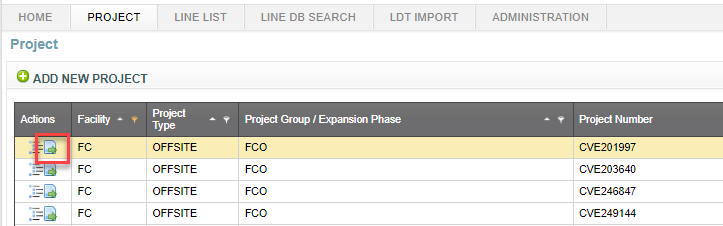 HOME PROJECT LINE LIST LINE DB SEARCH LDT IMPORT ADMINISTRATION
Project
ADD NEW PROJECT
Actions Facility Project Type Project Group / Expansion Phase Project Number
FC OFFSITE FCO CVE201997
FC OFFSITE FCO CVE203640
FC OFFSITE FCO CVE246847
FC OFFSITE FCO CVE249144